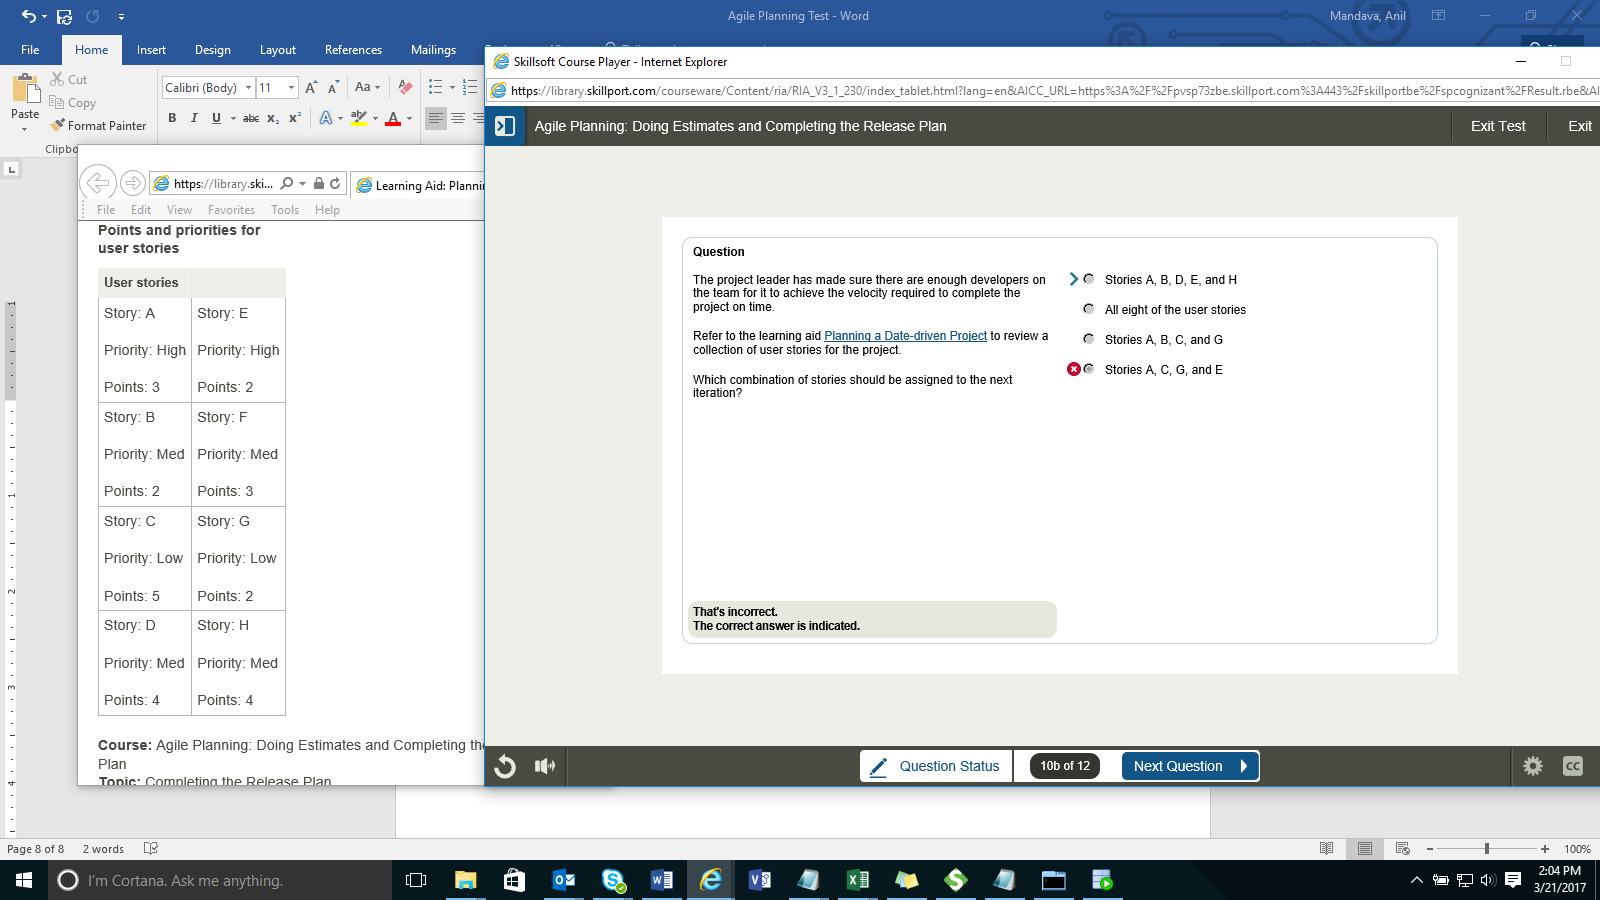 Agile Planning Test - Word
Mandava, Anil
File Home Insert Design Layout References Mailings
Paste
Cut
Copy
Format Painter
Calibri (Body) 11
Clipbo
Skillsoft Course Player - Internet Explorer
https://library.skillport.com/courseware/Content/ria/RIA_V3_1_230/index_tablet.html?lang=en&AICC_URL=https%3A%2F%2Fpvsp73zbe.skillport.com%3A443%2Fskillportbe%2Fspcognizant%2FResult.rbe&AI
Agile Planning: Doing Estimates and Completing the Release Plan
Exit Test
Exit
https://library.ski...
Learning Aid: Plannin
File Edit View Favorites Tools Help
Points and priorities for
user stories
User stories
Story: A Story: E
Priority: High Priority: High
Points: 3 Points: 2
Story: B Story: F
Priority: Med Priority: Med
Points: 2 Points: 3
Story: C Story: G
Priority: Low Priority: Low
Points: 5 Points: 2
Story: D Story: H
Priority: Med Priority: Med
Points: 4 Points: 4
Course: Agile Planning: Doing Estimates and Completing the
Plan
Topic: Completing the Release Plan
Question
The project leader has made sure there are enough developers on
the team for it to achieve the velocity required to complete the
project on time.
Refer to the learning aid Planning a Date-driven Project to review a
collection of user stories for the project.
Which combination of stories should be assigned to the next
iteration?
Stories A, B, D, E, and H
All eight of the user stories
Stories A, B, C, and G
Stories A, C, G, and E
That's incorrect.
The correct answer is indicated.
Question Status
10b of 12
Next Question
CC
Page 8 of 8 2 words
100%
I'm Cortana. Ask me anything.
2:04 PM
3/21/2017